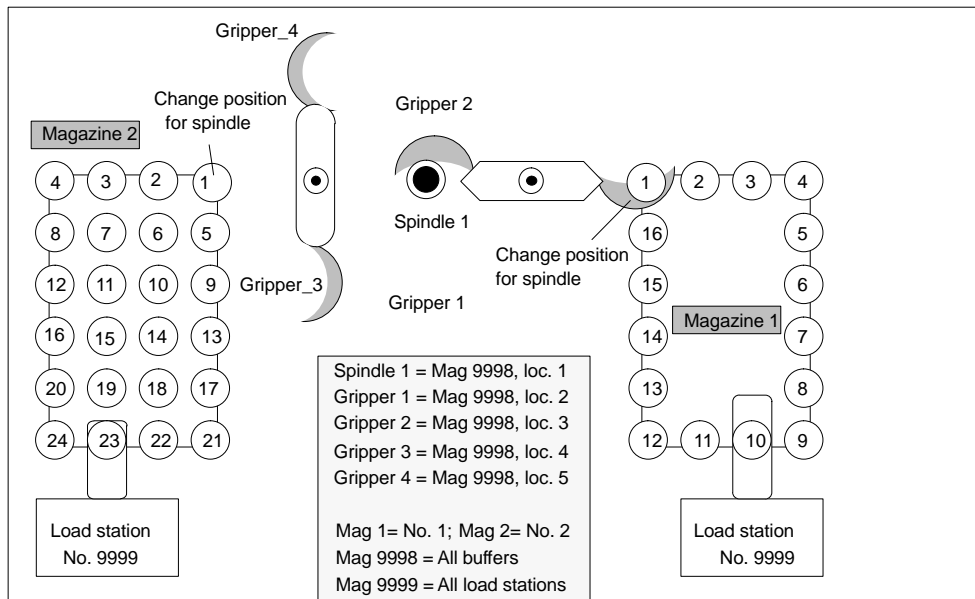 Gripper_4
Change position
for spindle
Gripper 2
Magazine 2
4 3 2 1
8 7 6 5
12 11 10 9
16 15 14 13
20 19 18 17
24 23 22 21
Load station
No. 9999
Gripper_3
Spindle 1
Gripper 1
Change position
for spindle
1 2 3 4
16 5
15 6
Magazine 1
14 7
13 8
12 11 10 9
Load station
No. 9999
Spindle 1 = Mag 9998, loc. 1
Gripper 1 = Mag 9998, loc. 2
Gripper 2 = Mag 9998, loc. 3
Gripper 3 = Mag 9998, loc. 4
Gripper 4 = Mag 9998, loc. 5
Mag 1= No. 1; Mag 2= No. 2
Mag 9998 = All buffers
Mag 9999 = All load stations